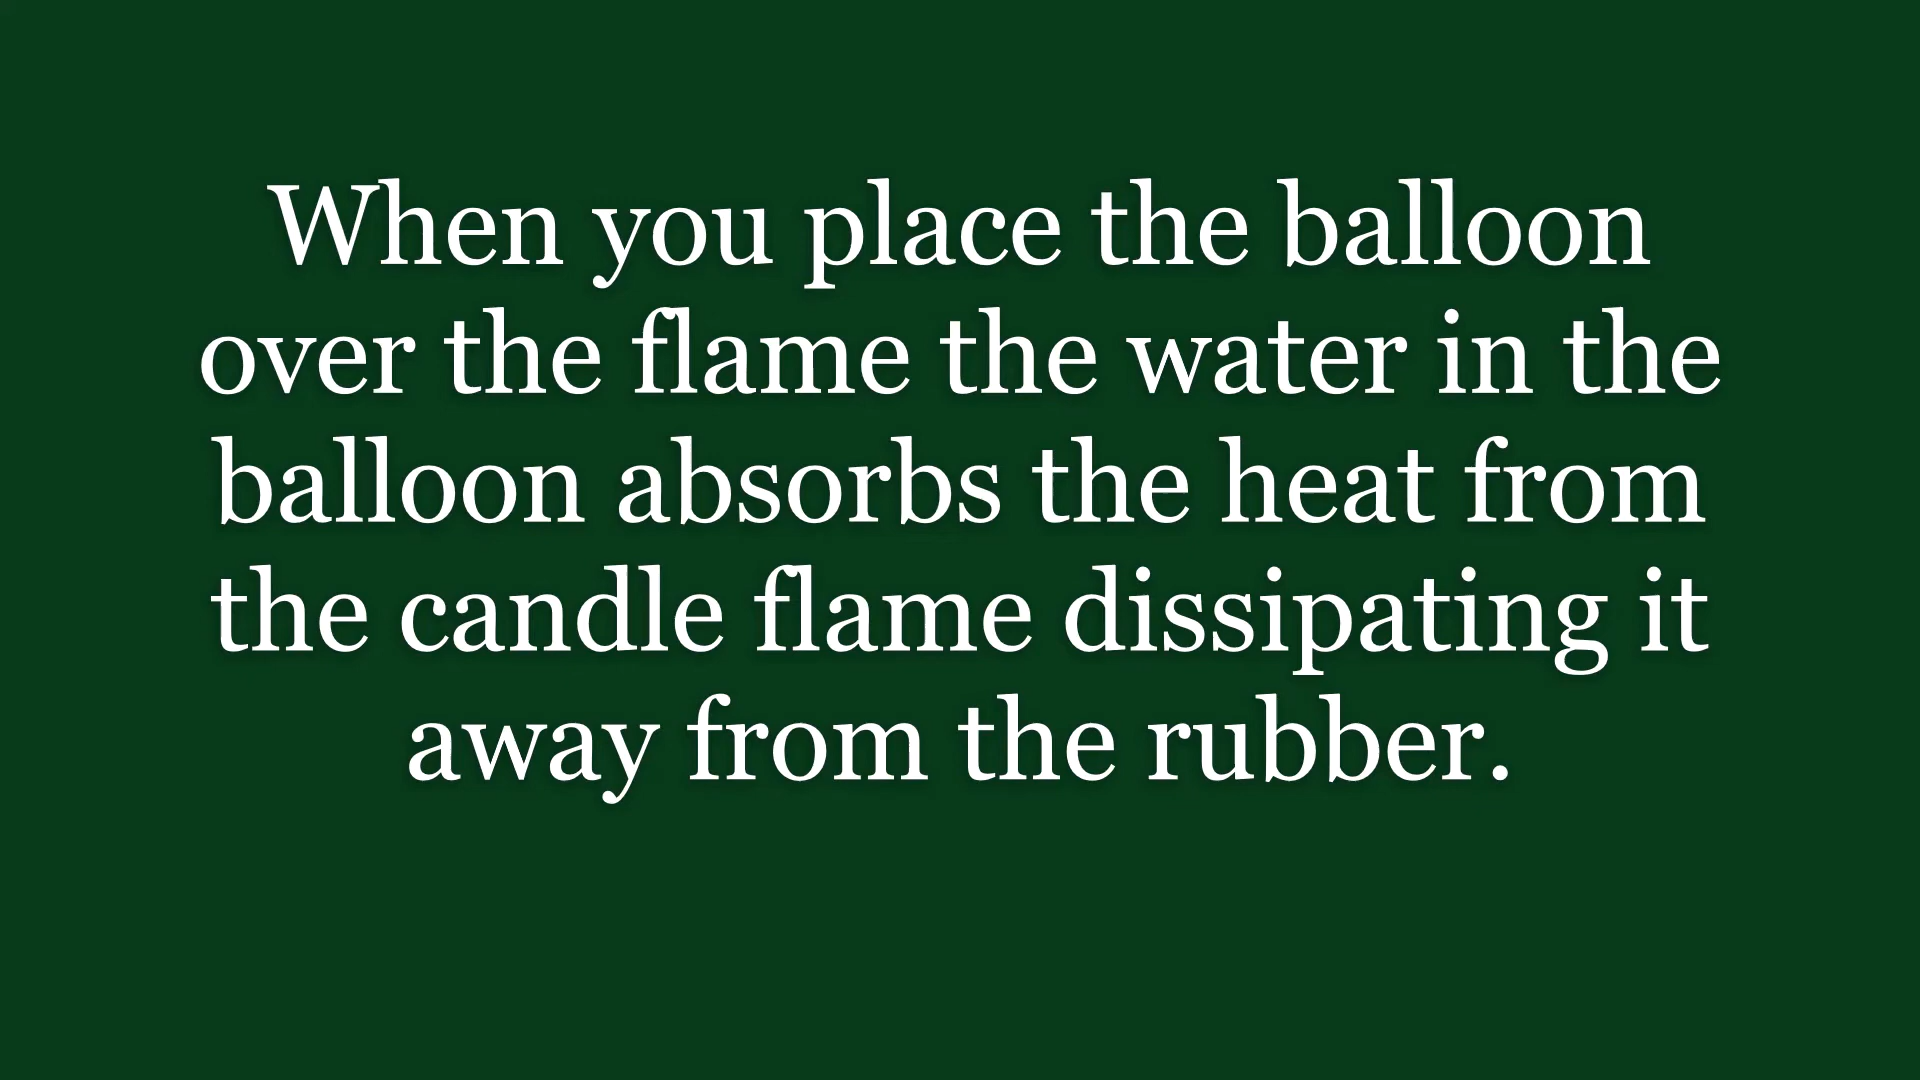 When you place the balloon
over the flame the water in the
balloon absorbs the heat from
the candle flame dissipating it
away from the rubber.